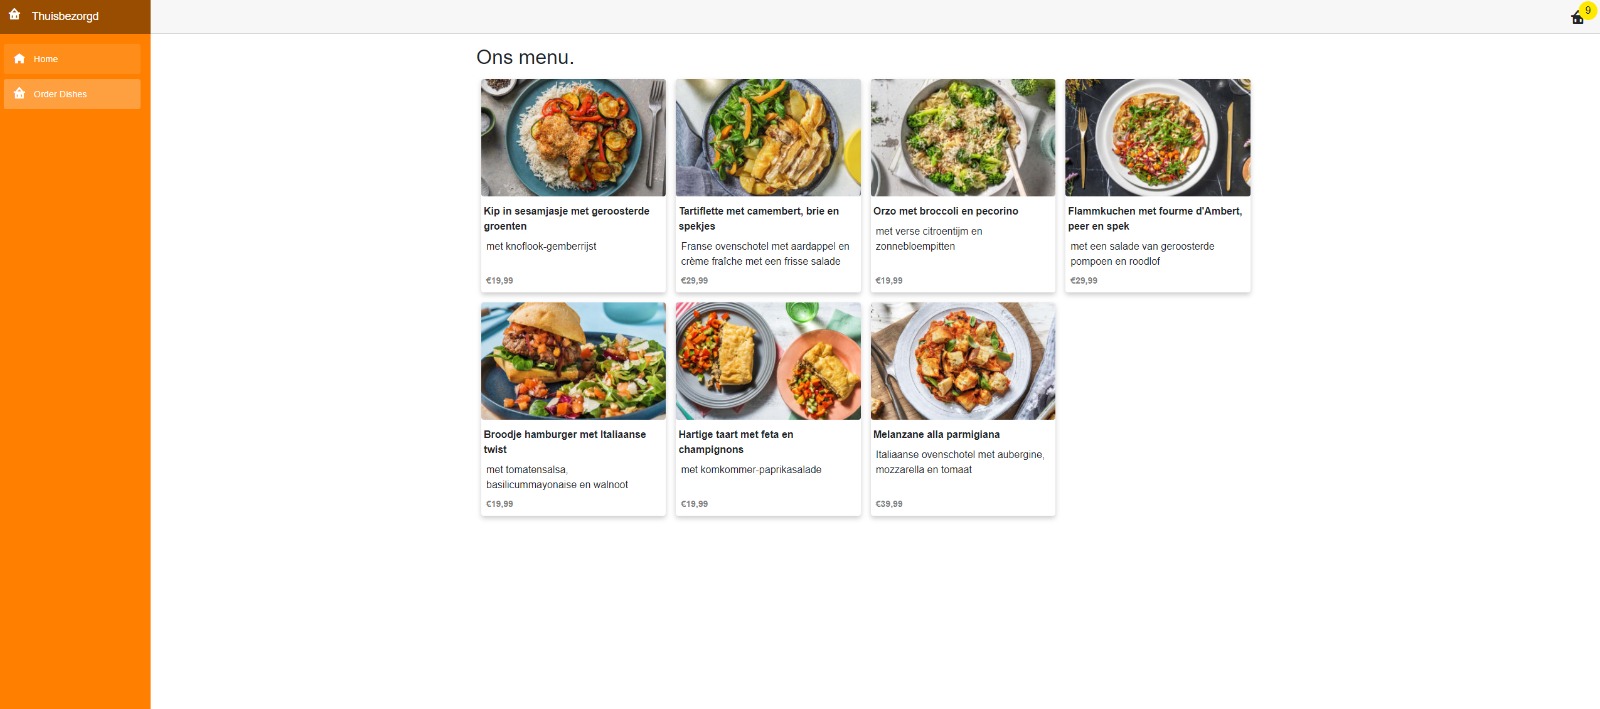 Thuisbezorgd
9
Home
Order Dishes
Ons menu.
Kip in sesamjasje met geroosterde
groenten
met knoflook-gemberrijst
€19,99
Tartiflette met camembert, brie en
spekjes
Franse ovenschotel met aardappel en
crème fraîche met een frisse salade
€29,99
Orzo met broccoli en pecorino
met verse citroentijm en
zonnebloempitten
€19,99
Flammkuchen met fourme d'Ambert,
peer en spek
met een salade van geroosterde
pompoen en roodlof
€29,99
Broodje hamburger met Italiaanse
twist
met tomatensalsa,
basilicummayonaise en walnoot
€19,99
Hartige taart met feta en
champignons
met komkommer-paprikasalade
€19,99
Melanzane alla parmigiana
Italiaanse ovenschotel met aubergine,
mozzarella en tomaat
€39,99